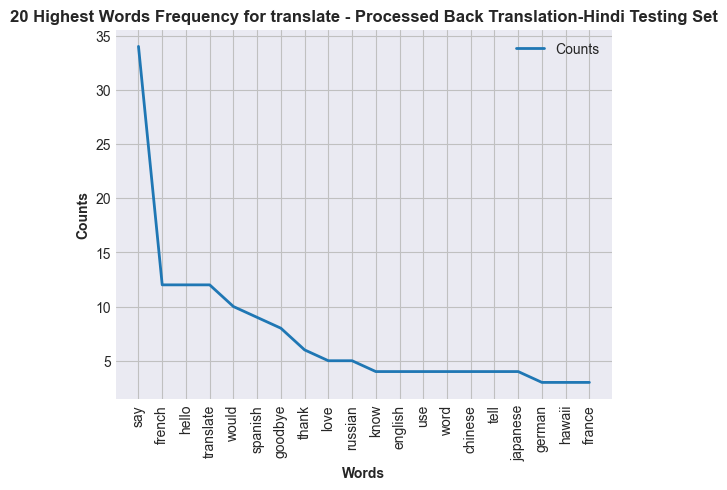 20 Highest Words Frequency for translate - Processed Back Translation-Hindi Testing Set
Counts
35
30
25
20
15
10
5
Counts
say
french
hello
translate
would
spanish
goodbye
thank
love
russian
know
english
use
word
chinese
tell
japanese
german
hawaii
france
Words